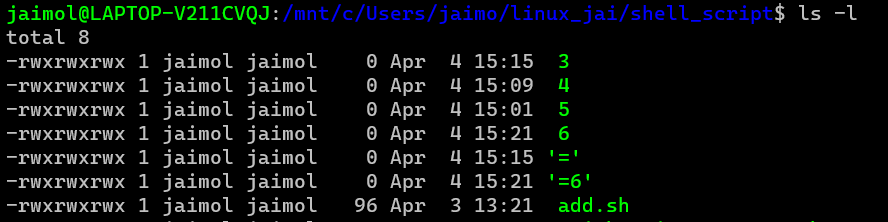 jaimol@LAPTOP-V211CVQJ:/mnt/c/Users/jaimo/linux_jai/shell_script$ ls -l
total 8
-rwxrwxrwx 1 jaimol jaimol    0 Apr  4 15:15  3
-rwxrwxrwx 1 jaimol jaimol    0 Apr  4 15:09  4
-rwxrwxrwx 1 jaimol jaimol    0 Apr  4 15:01  5
-rwxrwxrwx 1 jaimol jaimol    0 Apr  4 15:21  6
-rwxrwxrwx 1 jaimol jaimol    0 Apr  4 15:15 '='
-rwxrwxrwx 1 jaimol jaimol    0 Apr  4 15:21 '=6'
-rwxrwxrwx 1 jaimol jaimol   96 Apr  3 13:21  add.sh